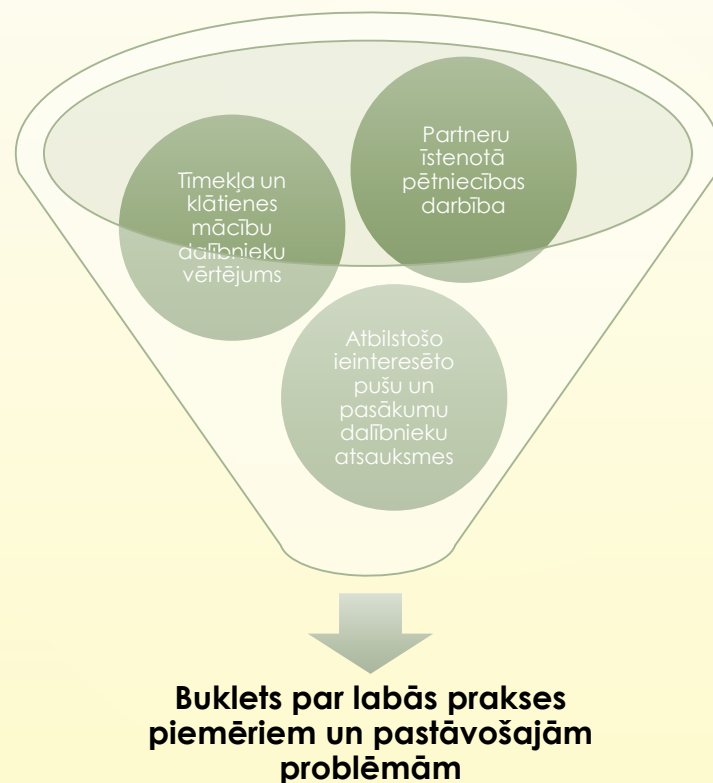 Tīmekļa un
klātienes
mācību
dalībnieku
vērtējums
Partneru
īstenotā
pētniecības
darbība
Atbilstošo
ieinteresēto
pušu un
pasākumu
dalībnieku
atsauksmes
Buklets par labās prakses
piemēriem un pastāvošajām
problēmām